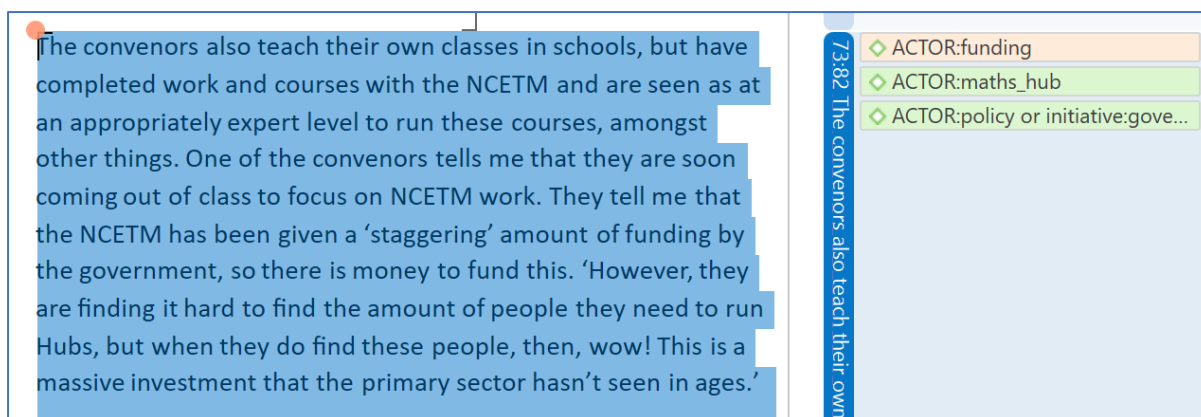 The convenors also teach their own classes in schools, but have
completed work and courses with the NCETM and are seen as at
an appropriately expert level to run these courses, amongst
other things. One of the convenors tells me that they are soon
coming out of class to focus on NCETM work. They tell me that
the NCETM has been given a ‘staggering’ amount of funding by
the government, so there is money to fund this. ‘However, they
are finding it hard to find the amount of people they need to run
Hubs, but when they do find these people, then, wow! This is a
massive investment that the primary sector hasn’t seen in ages.’
73:82 The convenors also teach their own
ACTOR:funding
ACTOR:maths_hub
ACTOR:policy or initiative:gove...